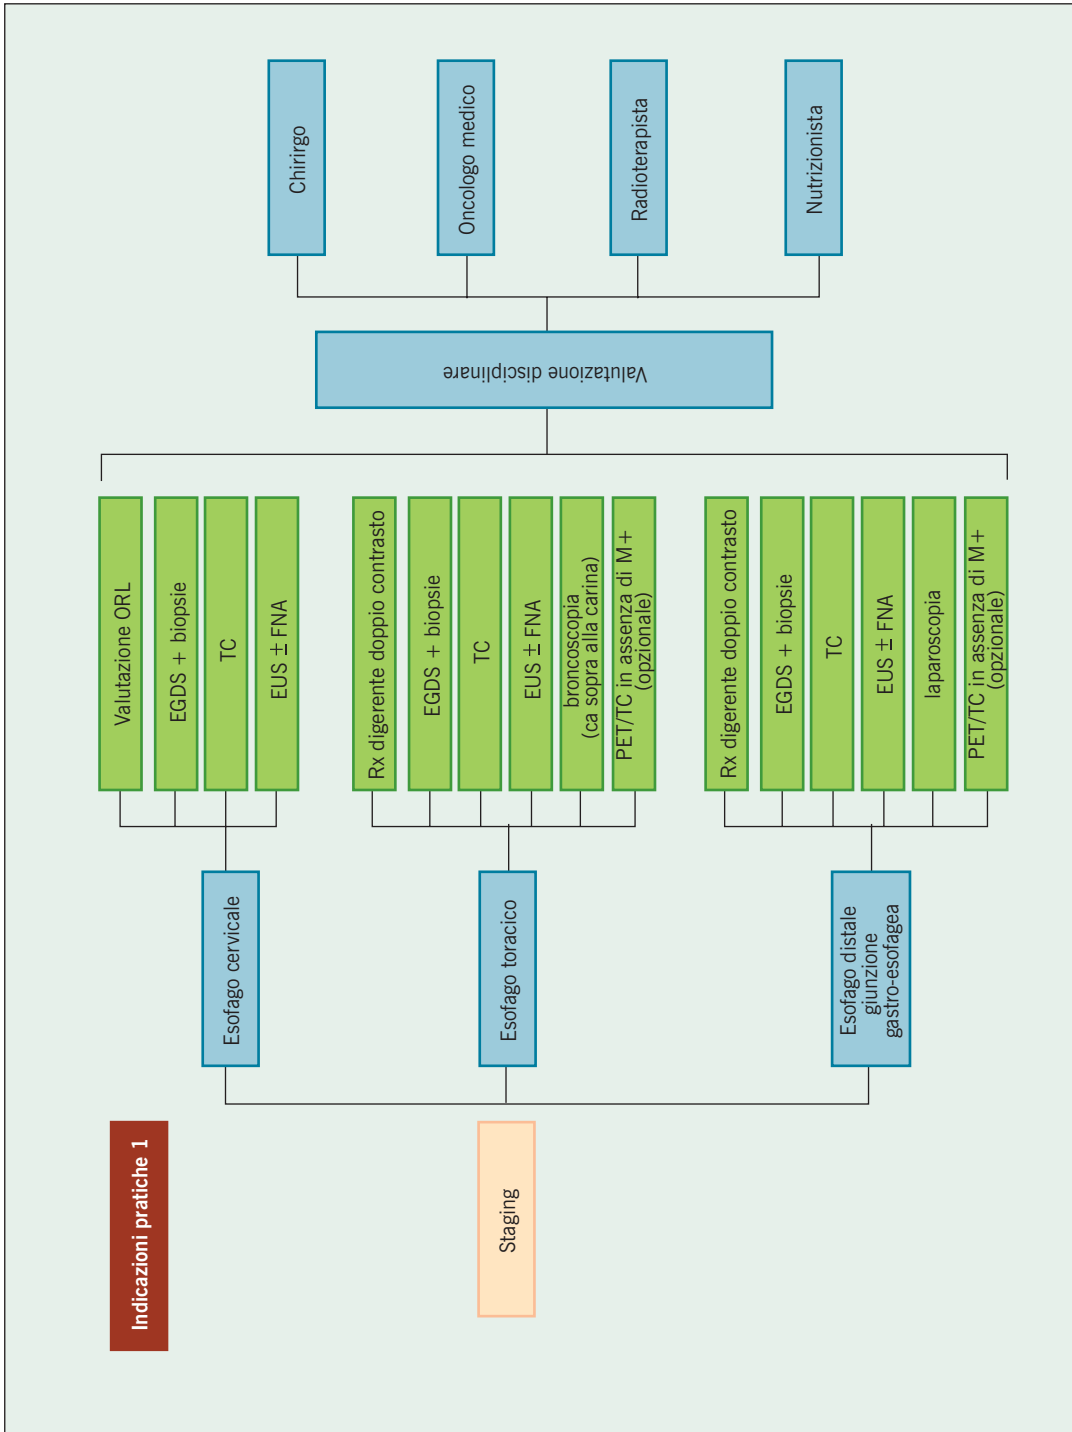 Indicazioni pratiche 1
Staging
Esofago cervicale
Valutazione ORL
EGDS + biopsie
TC
EUS ± FNA
Esofago toracico
Rx digerente doppio contrasto
EGDS + biopsie
TC
EUS ± FNA
broncoscopia
(ca sopra alla carina)
PET/TC in assenza di M+
(opzionale)
Esofago distale
giunzione
gastro-esofagea
Rx digerente doppio contrasto
EGDS + biopsie
TC
EUS ± FNA
laparoscopia
PET/TC in assenza di M+
(opzionale)
Valutazione disciplinare
Chirirgo
Oncologo medico
Radioterapista
Nutrizionista